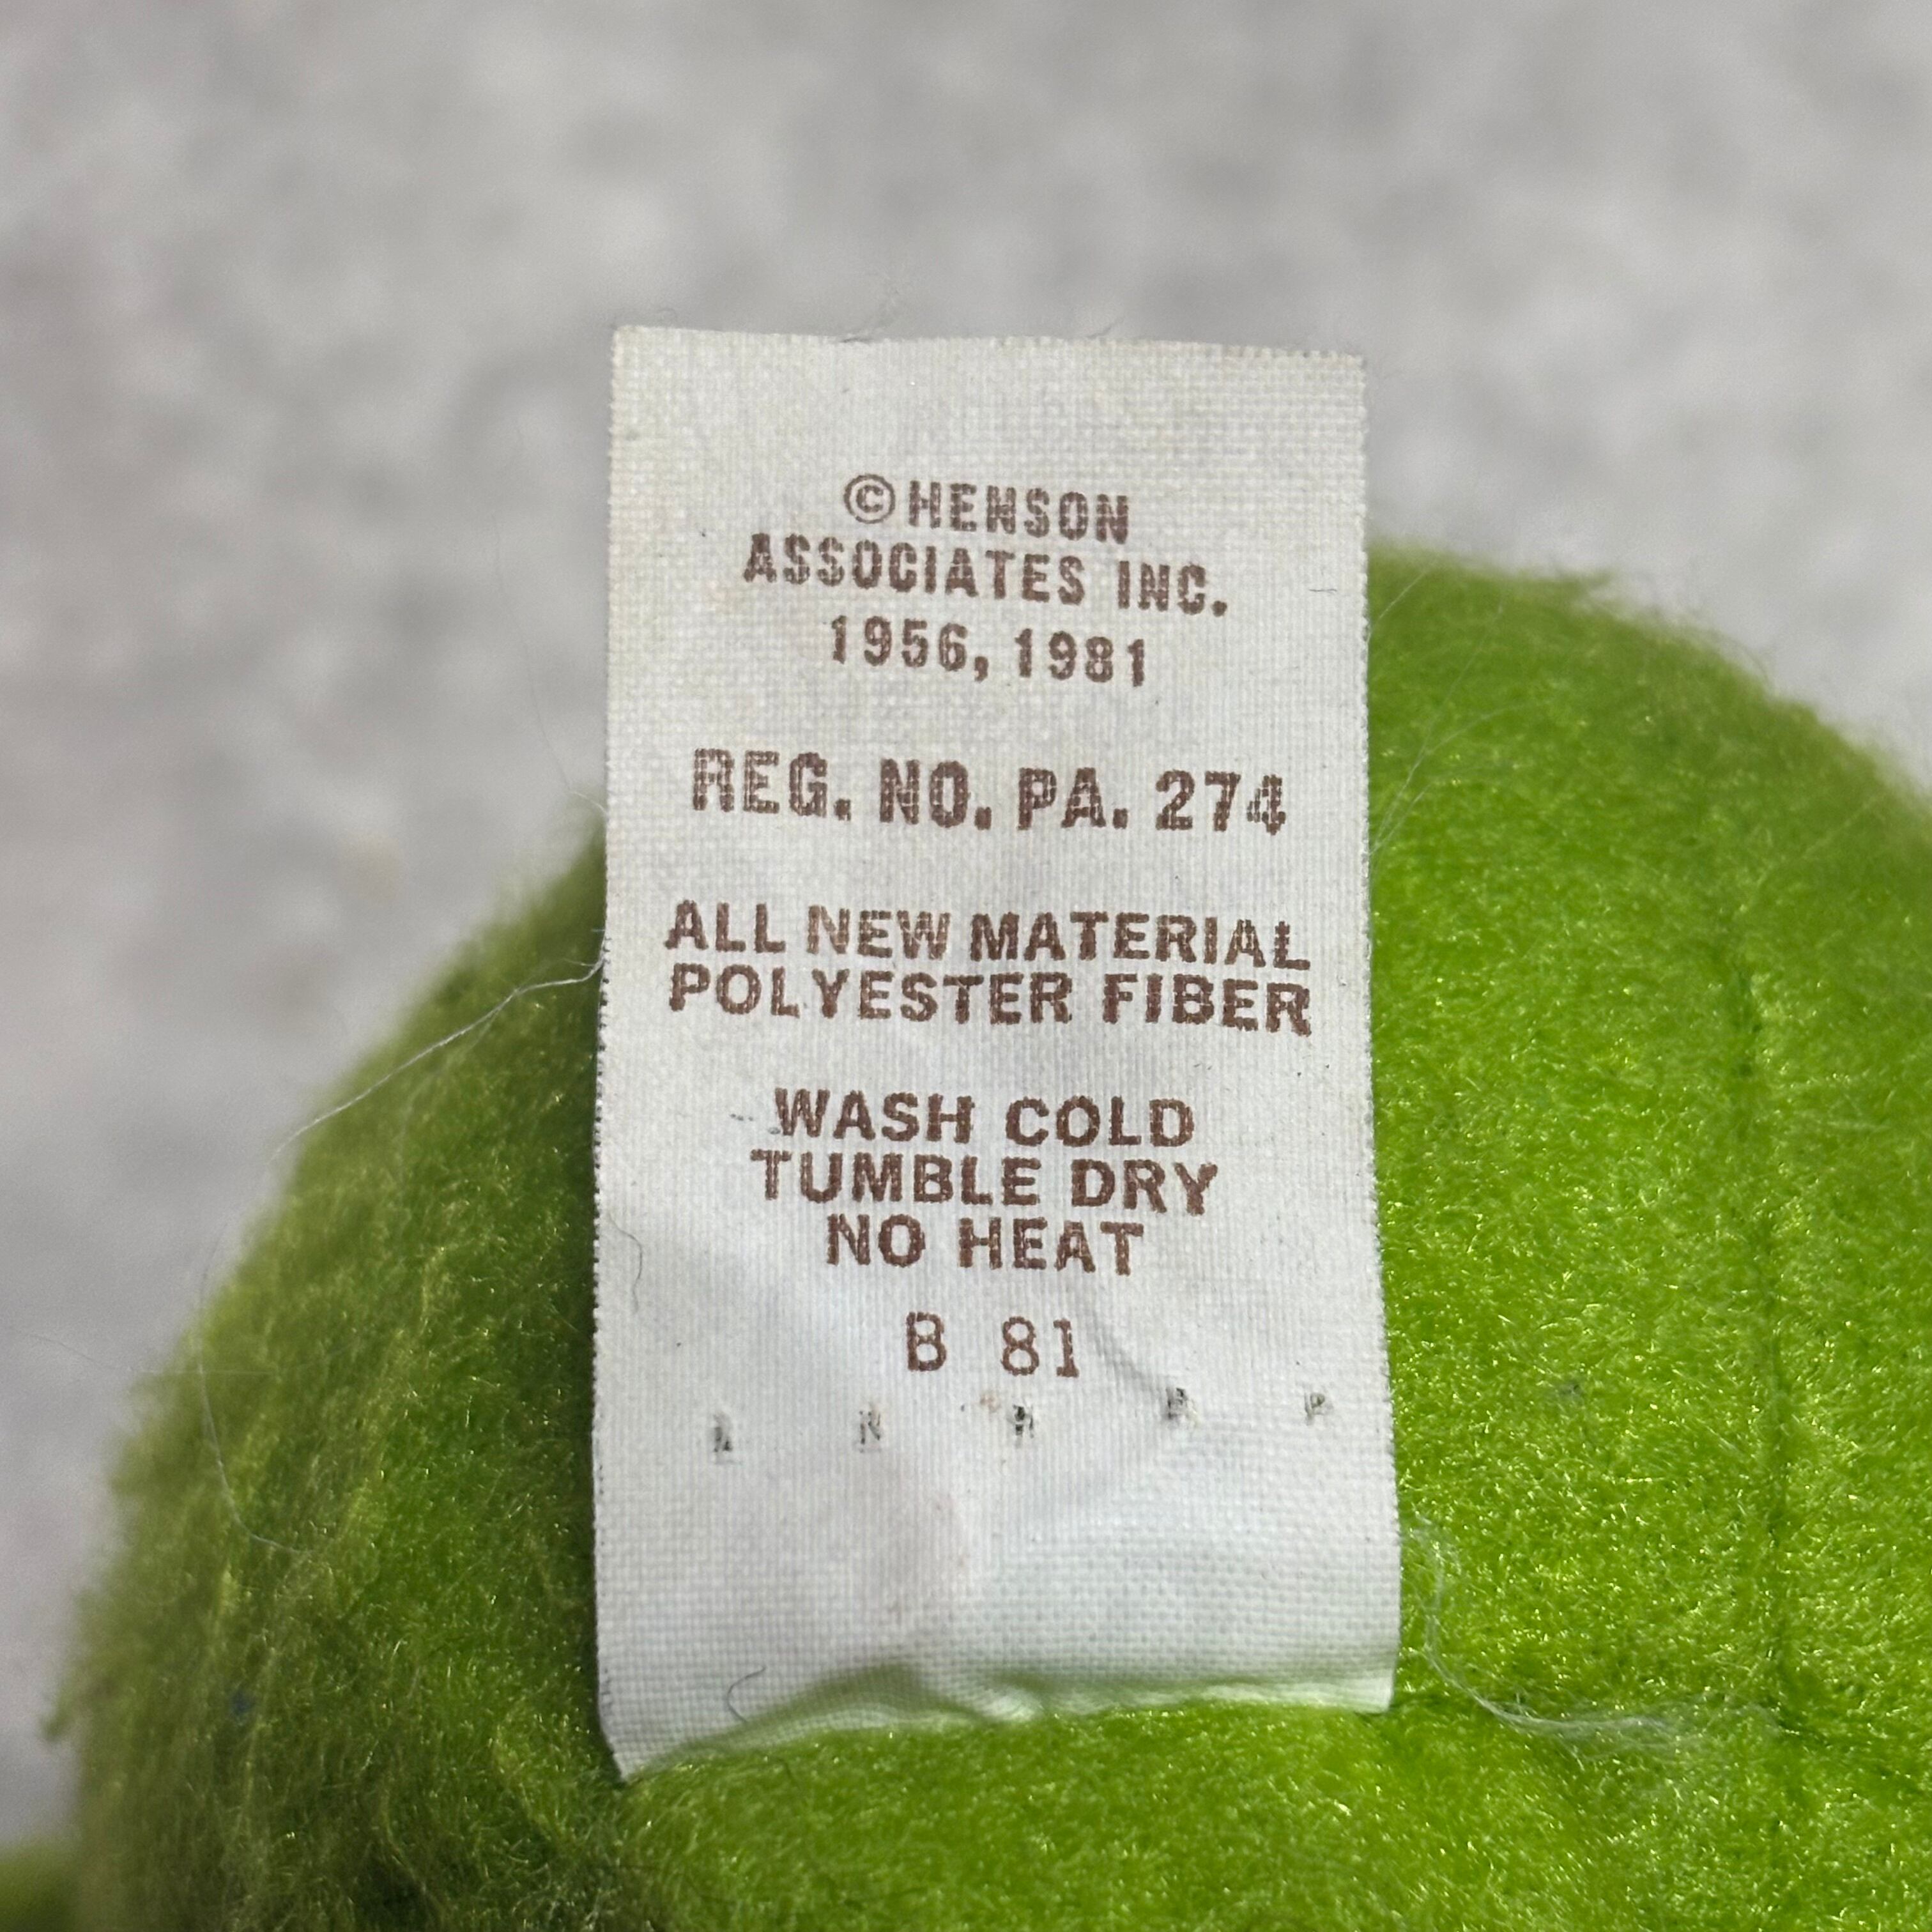 ©HENSON
ASSOCIATES INC.
1956, 1981
REG. NO. PA. 274
ALL NEW MATERIAL
POLYESTER FIBER
WASH COLD
TUMBLE DRY
NO HEAT
B 81